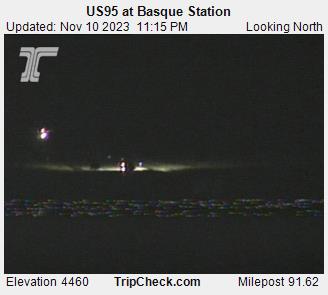 US95 at Basque Station
Updated: Nov 10 2023 11:15 PM Looking North
Elevation 4460 TripCheck.com Milepost 91.62